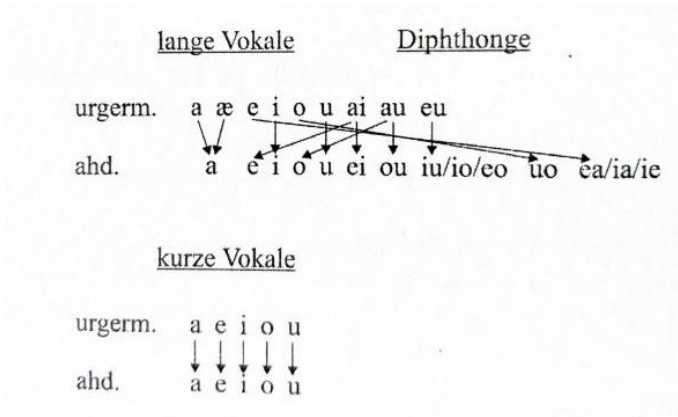 lange Vokale Diphthonge
urgerm. a æ e i o u ai au eu
ahd. a e i o u ei ou iu/io/eo uo ea/ia/ie
kurze Vokale
urgerm. a e i o u
ahd. a e i o u